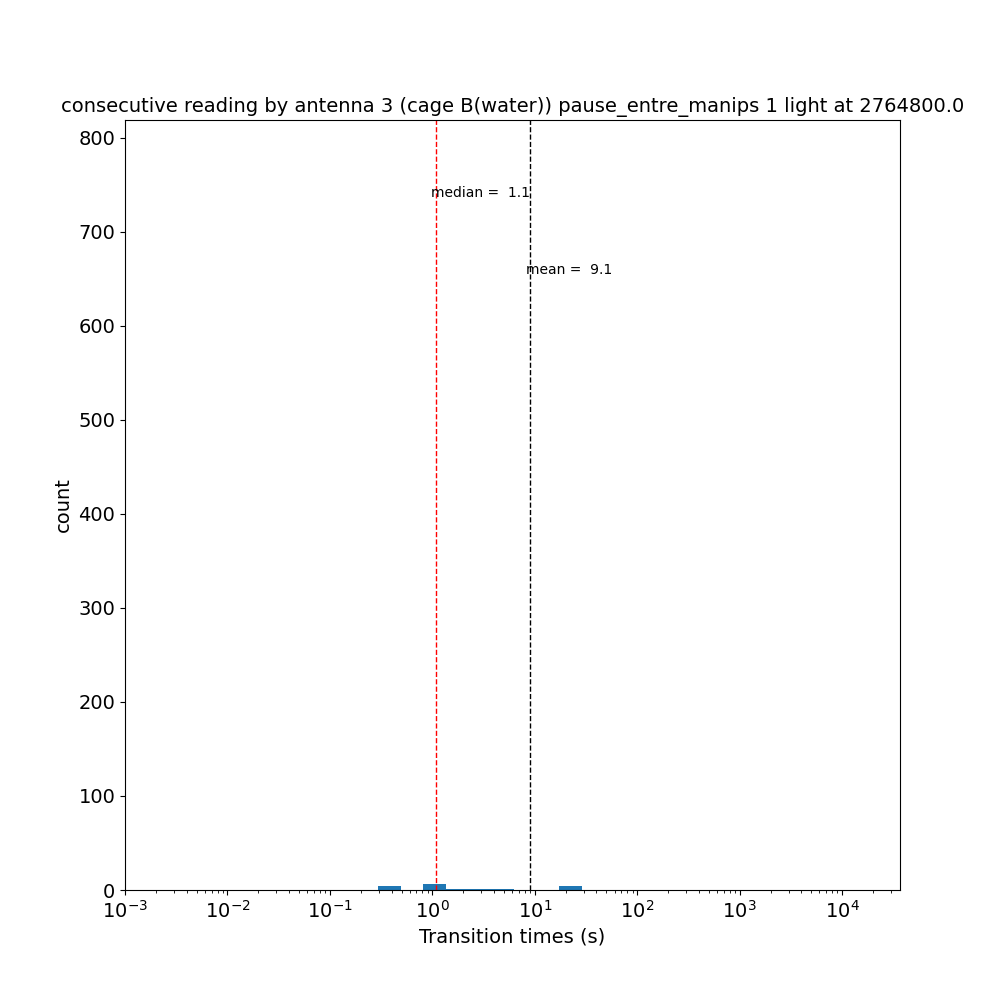 consecutive reading by antenna 3 (cage B(water)) pause_entre_manips 1 light at 2764800.0
800
median =  1.1
700
mean =  9.1
600
500
count
400
300
200
100
0
10⁻³ 10⁻² 10⁻¹ 10⁰ 10¹ 10² 10³ 10⁴
Transition times (s)